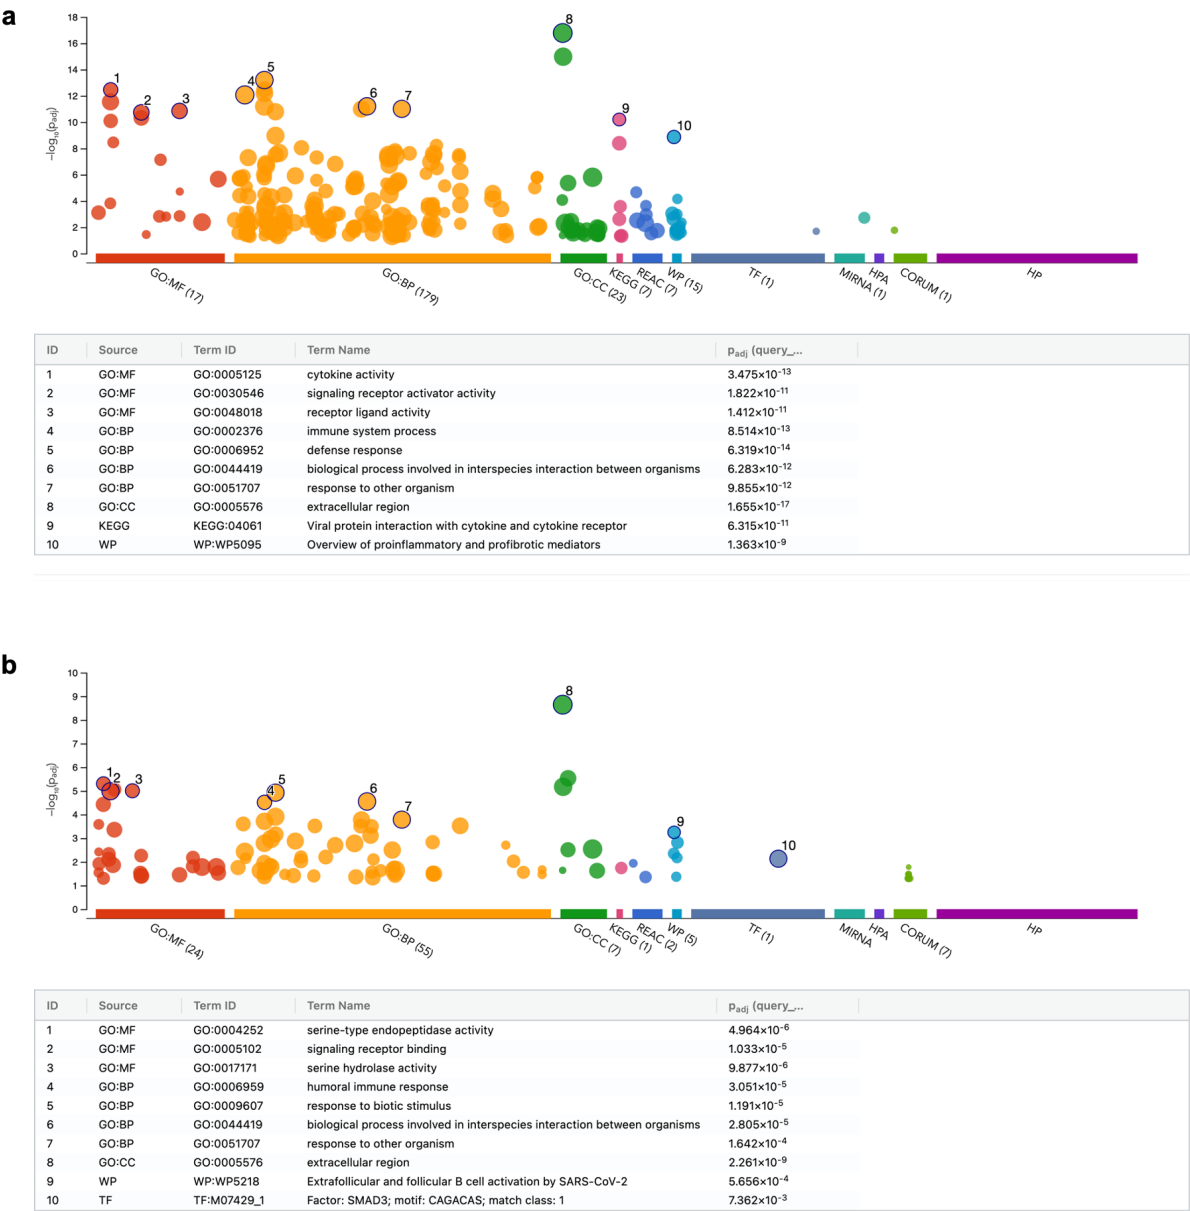 a
18
16
14
12
10
8
6
4
2
0
-log10(padj)
1
2
3
4
5
6
7
8
9
10
GO:MF (17)
GO:BP (179)
GO:CC (23)
KEGG (7)
REAC (7)
WP (15)
TF (1)
MIRNA (1)
HPA
CORUM (1)
HP
ID Source Term ID Term Name padj (query_...
1 GO:MF GO:0005125 cytokine activity 3.475×10-13
2 GO:MF GO:0030546 signaling receptor activator activity 1.822×10-11
3 GO:MF GO:0048018 receptor ligand activity 1.412×10-11
4 GO:BP GO:0002376 immune system process 8.514×10-13
5 GO:BP GO:0006952 defense response 6.319×10-14
6 GO:BP GO:0044419 biological process involved in interspecies interaction between organisms 6.283×10-12
7 GO:BP GO:0051707 response to other organism 9.855×10-12
8 GO:CC GO:0005576 extracellular region 1.655×10-17
9 KEGG KEGG:04061 Viral protein interaction with cytokine and cytokine receptor 6.315×10-11
10 WP WP:WP5095 Overview of proinflammatory and profibrotic mediators 1.363×10-9
b
10
9
8
7
6
5
4
3
2
1
0
-log10(padj)
1
2
3
4
5
6
7
8
9
10
GO:MF (24)
GO:BP (55)
GO:CC (7)
KEGG (1)
REAC (2)
WP (5)
TF (1)
MIRNA
HPA
CORUM (7)
HP
ID Source Term ID Term Name padj (query_...
1 GO:MF GO:0004252 serine-type endopeptidase activity 4.964×10-6
2 GO:MF GO:0005102 signaling receptor binding 1.033×10-5
3 GO:MF GO:0017171 serine hydrolase activity 9.877×10-6
4 GO:BP GO:0006959 humoral immune response 3.051×10-5
5 GO:BP GO:0009607 response to biotic stimulus 1.191×10-5
6 GO:BP GO:0044419 biological process involved in interspecies interaction between organisms 2.805×10-5
7 GO:BP GO:0051707 response to other organism 1.642×10-4
8 GO:CC GO:0005576 extracellular region 2.261×10-9
9 WP WP:WP5218 Extrafollicular and follicular B cell activation by SARS-CoV-2 5.656×10-4
10 TF TF:M07429_1 Factor: SMAD3; motif: CAGACAS; match class: 1 7.362×10-3